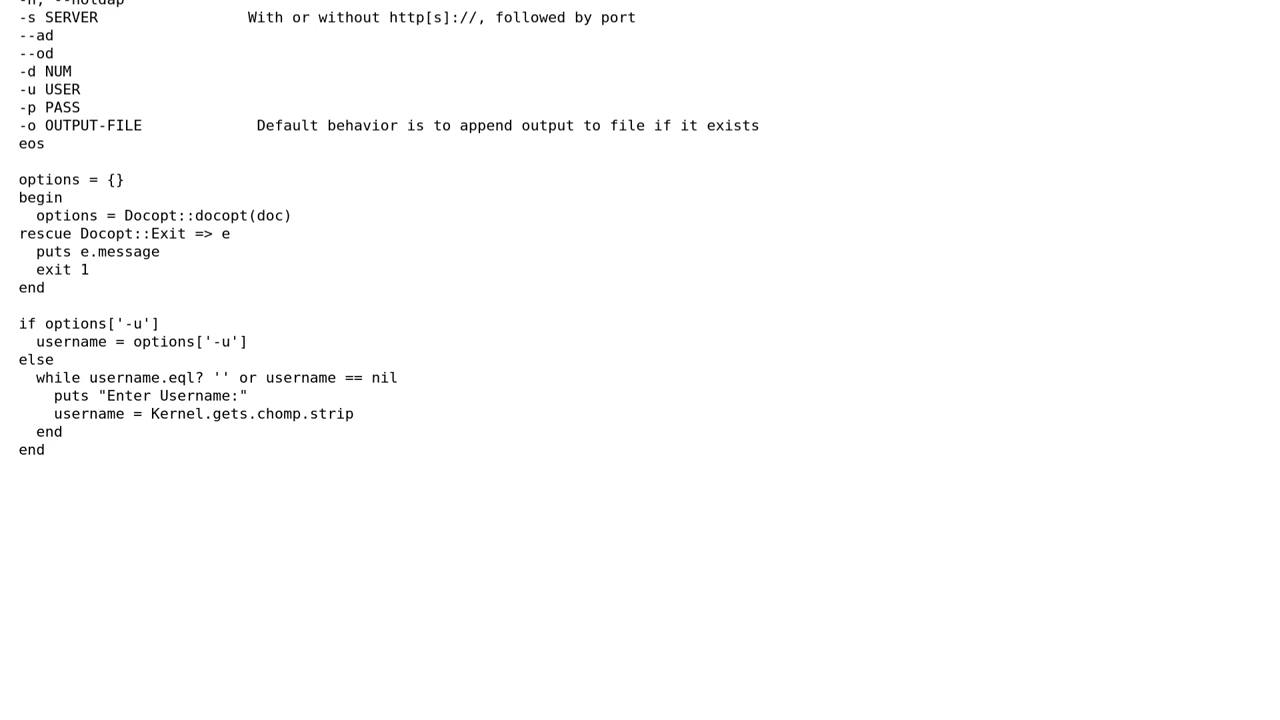 -n, --noldap
-s SERVER                 With or without http[s]://, followed by port
--ad
--od
-d NUM
-u USER
-p PASS
-o OUTPUT-FILE             Default behavior is to append output to file if it exists
eos

options = {}
begin
  options = Docopt::docopt(doc)
rescue Docopt::Exit => e
  puts e.message
  exit 1
end

if options['-u']
  username = options['-u']
else
  while username.eql? '' or username == nil
    puts "Enter Username:"
    username = Kernel.gets.chomp.strip
  end
end